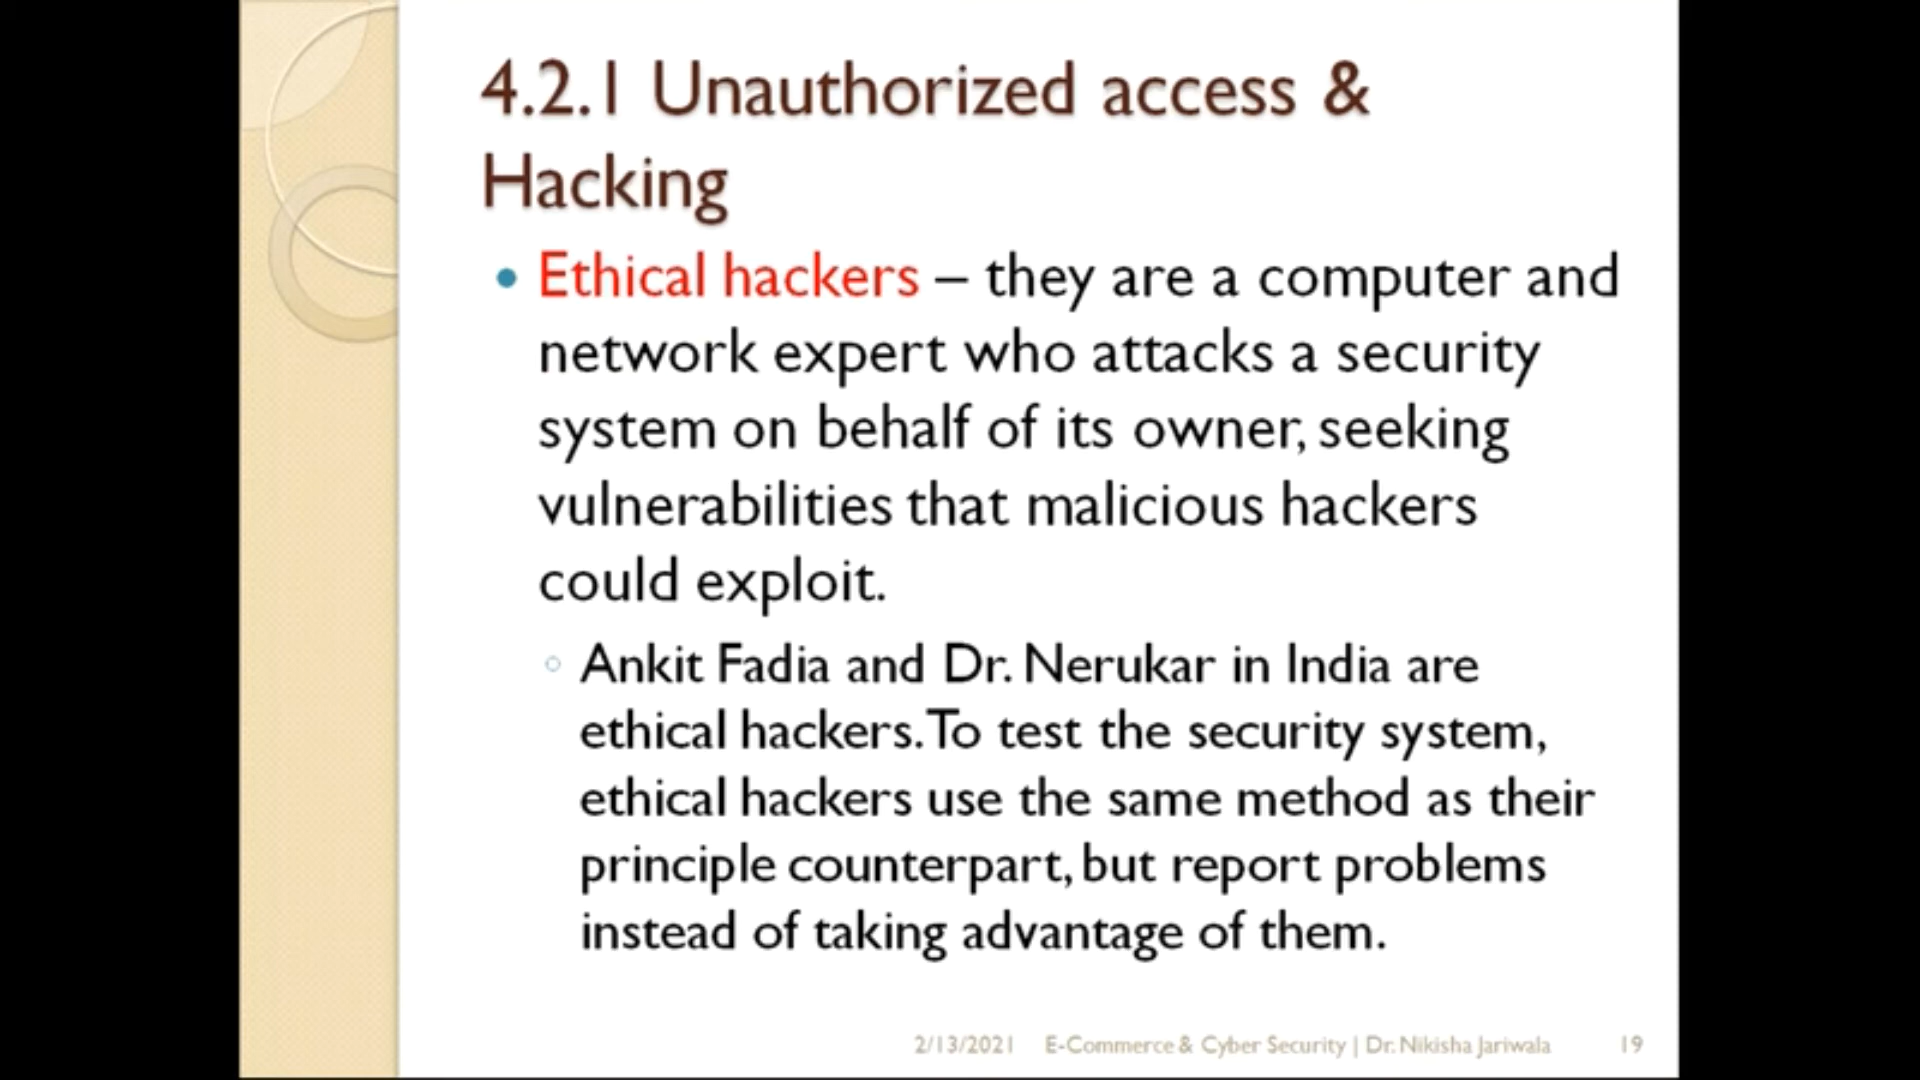 4.2.1 Unauthorized access &
Hacking
• Ethical hackers – they are a computer and
network expert who attacks a security
system on behalf of its owner, seeking
vulnerabilities that malicious hackers
could exploit.
◦ Ankit Fadia and Dr. Nerukar in India are
ethical hackers. To test the security system,
ethical hackers use the same method as their
principle counterpart, but report problems
instead of taking advantage of them.
2/13/2021 E-Commerce & Cyber Security | Dr. Nikisha Jariwala 19